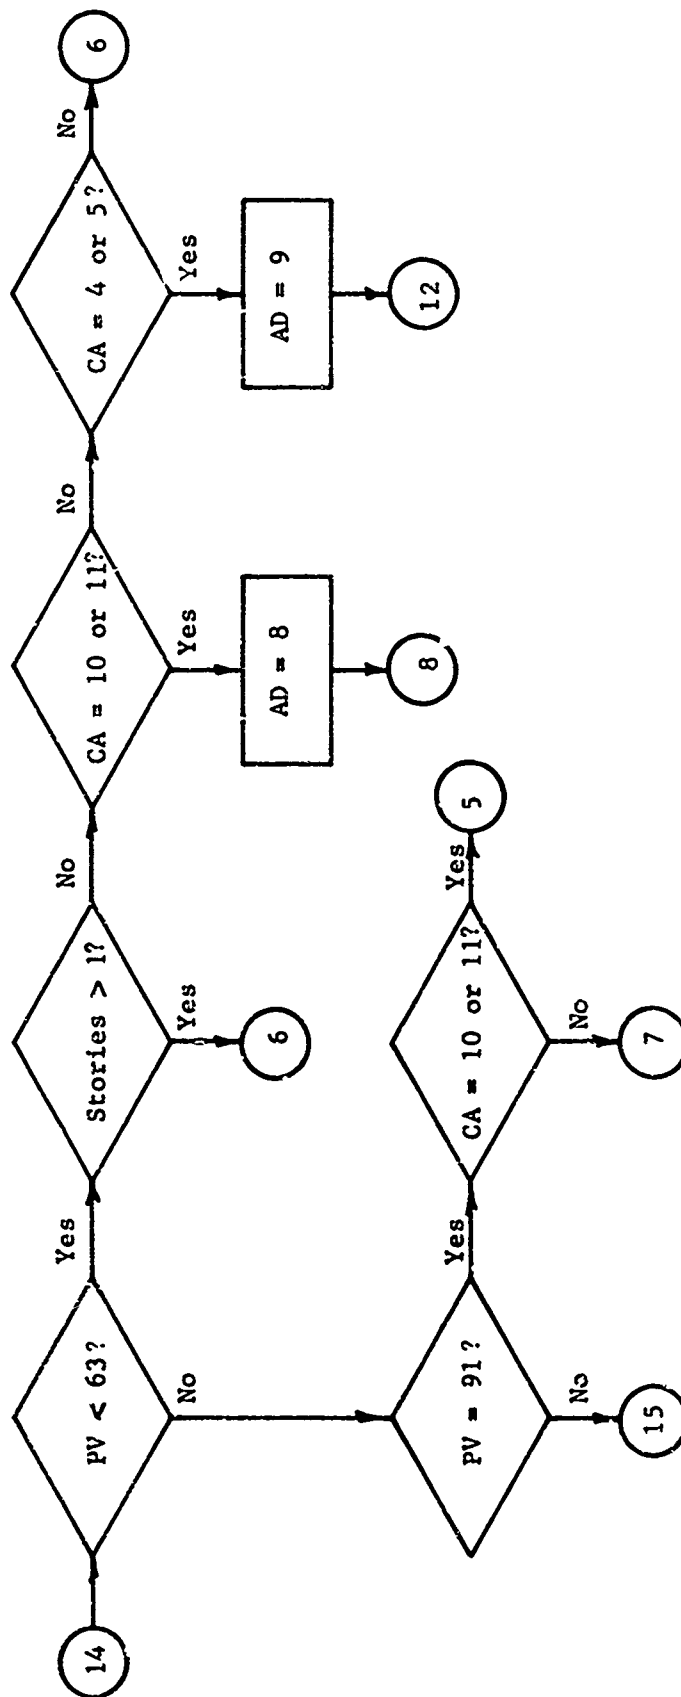 14
PV < 63?
Yes
No
Stories > 1?
No
Yes
6
CA = 10 or 11?
No
Yes
AD = 8
8
CA = 4 or 5?
No
6
Yes
AD = 9
12
PV = 91?
Yes
No
15
CA = 10 or 11?
Yes
5
No
7